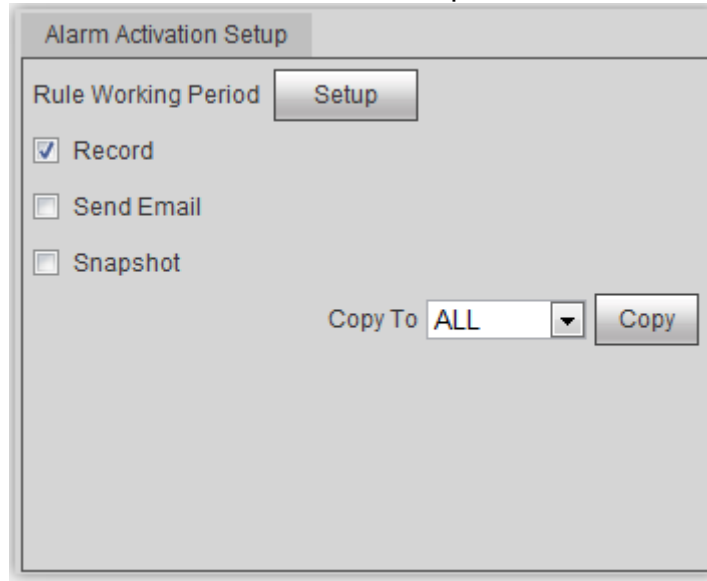 Alarm Activation Setup
Rule Working Period Setup
Record
Send Email
Snapshot
Copy To ALL Copy